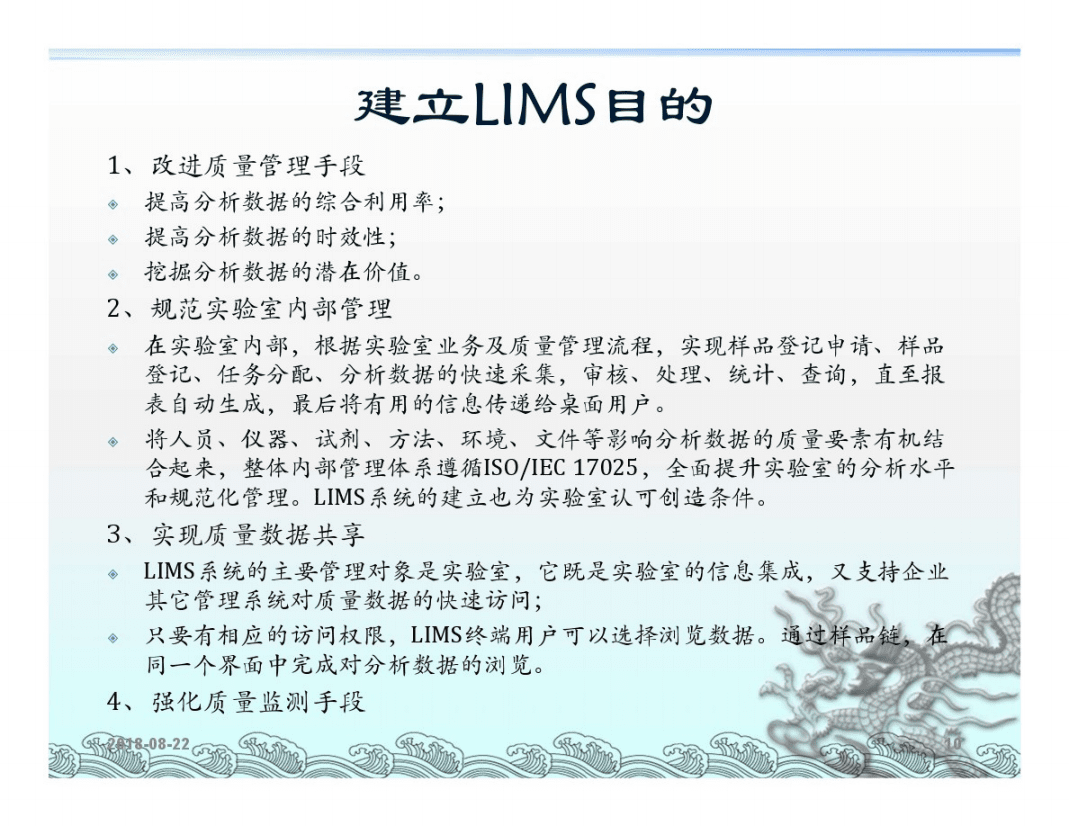 建立LIMS目的
1、改进质量管理手段
提高分析数据的综合利用率；
提高分析数据的时效性；
挖掘分析数据的潜在价值。
2、规范实验室内部管理
在实验室内部，根据实验室业务及质量管理流程，实现样品登记申请、样品
登记、任务分配、分析数据的快速采集，审核、处理、统计、查询，直至报
表自动生成，最后将有用的信息传递给桌面用户。
将人员、仪器、试剂、方法、环境、文件等影响分析数据的质量要素有机结
合起来，整体内部管理体系遵循ISO/IEC 17025，全面提升实验室的分析水平
和规范化管理。LIMS系统的建立也为实验室认可创造条件。
3、实现质量数据共享
LIMS系统的主要管理对象是实验室，它既是实验室的信息集成，又支持企业
其它管理系统对质量数据的快速访问；
只要有相应的访问权限，LIMS终端用户可以选择浏览数据。通过样品链，在
同一个界面中完成对分析数据的浏览。
4、强化质量监测手段
2018-08-22
10